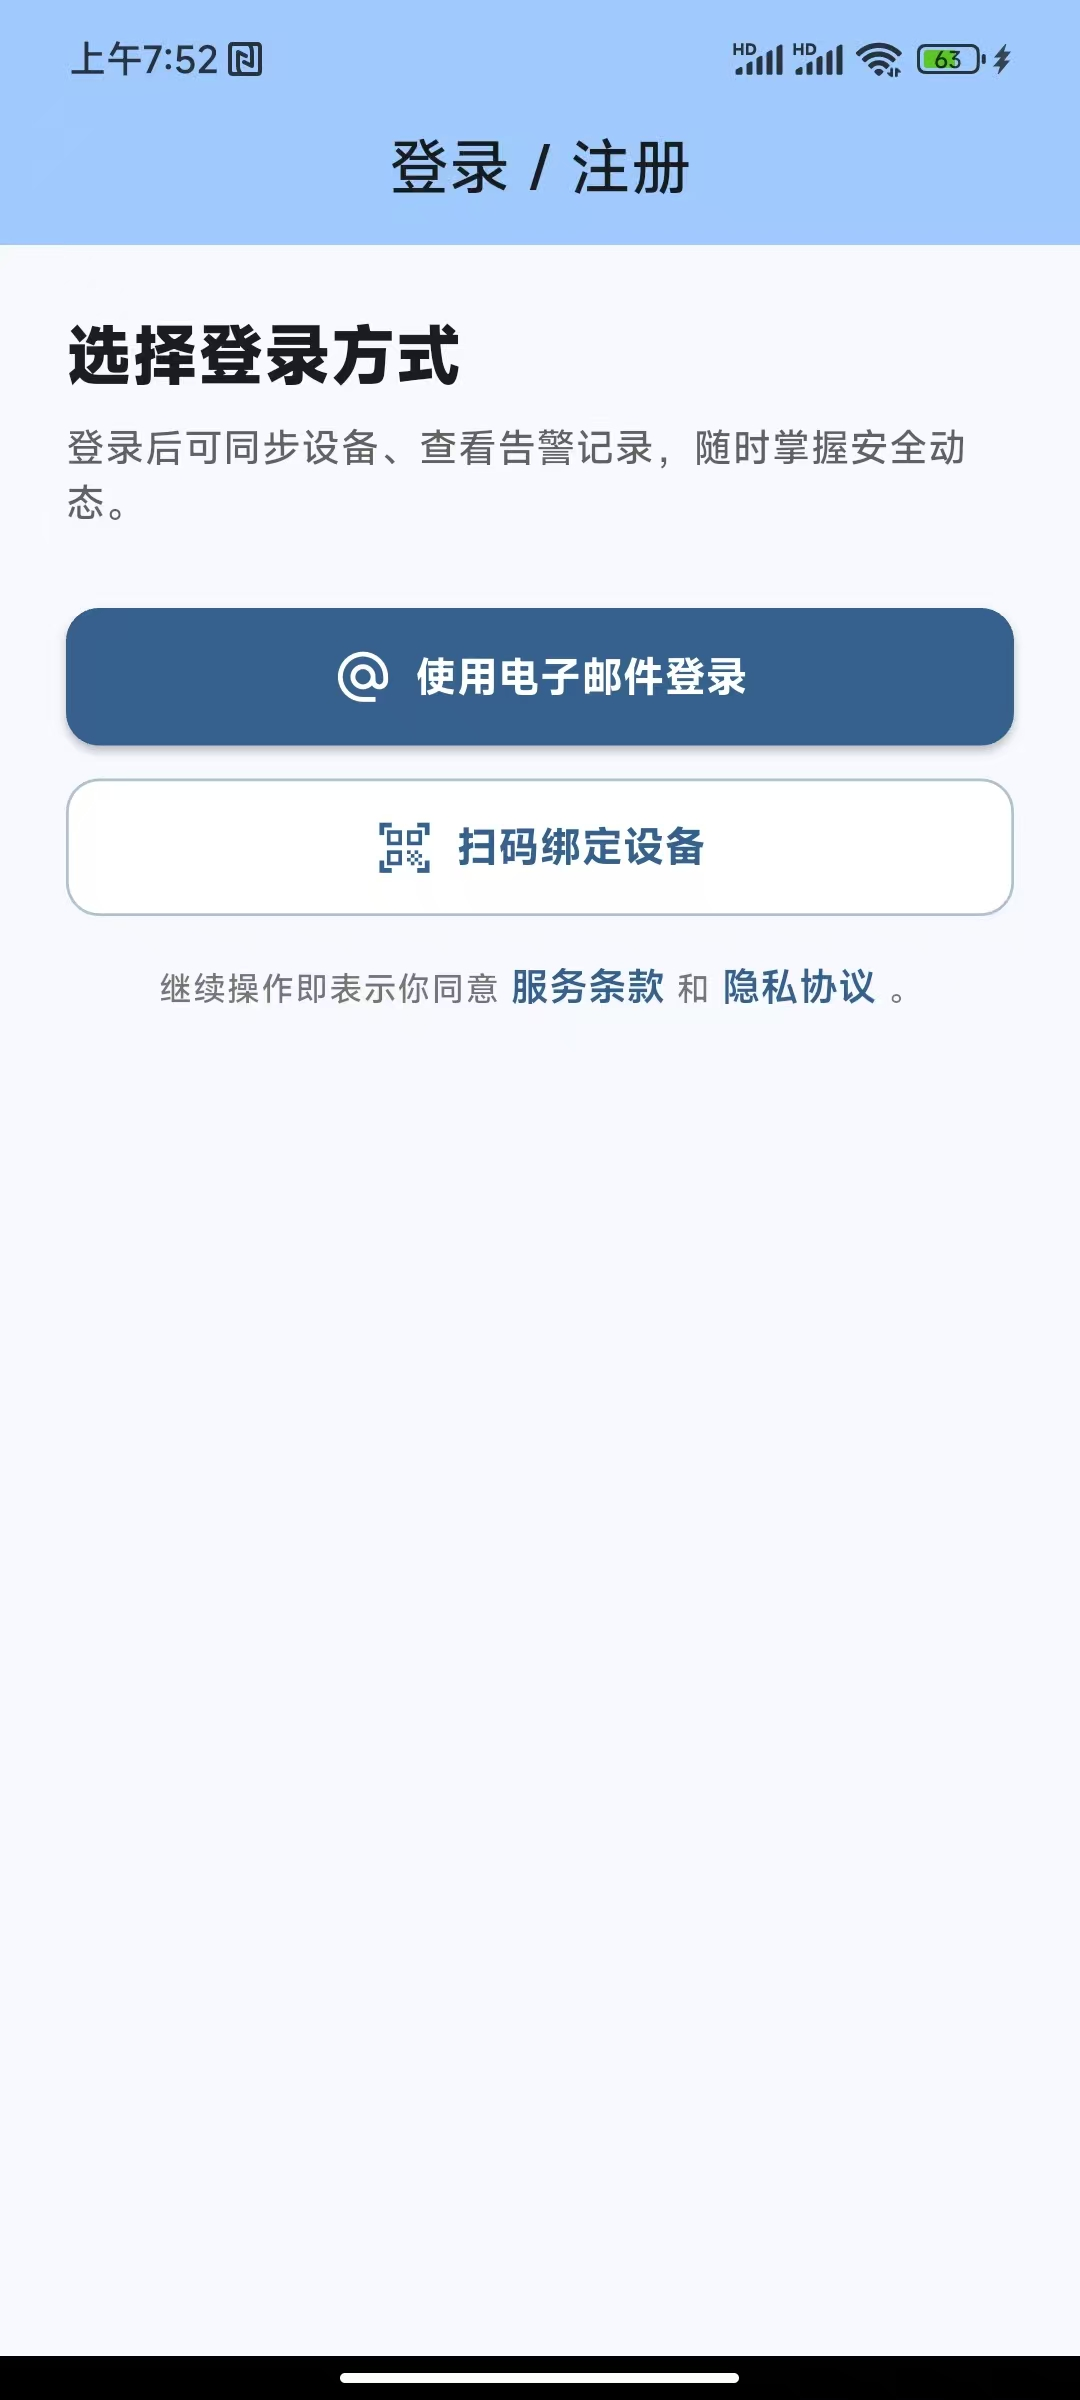 上午7:52
HD HD 63
登录 / 注册
选择登录方式
登录后可同步设备、查看告警记录，随时掌握安全动
态。
使用电子邮件登录
扫码绑定设备
继续操作即表示你同意 服务条款 和 隐私协议 。